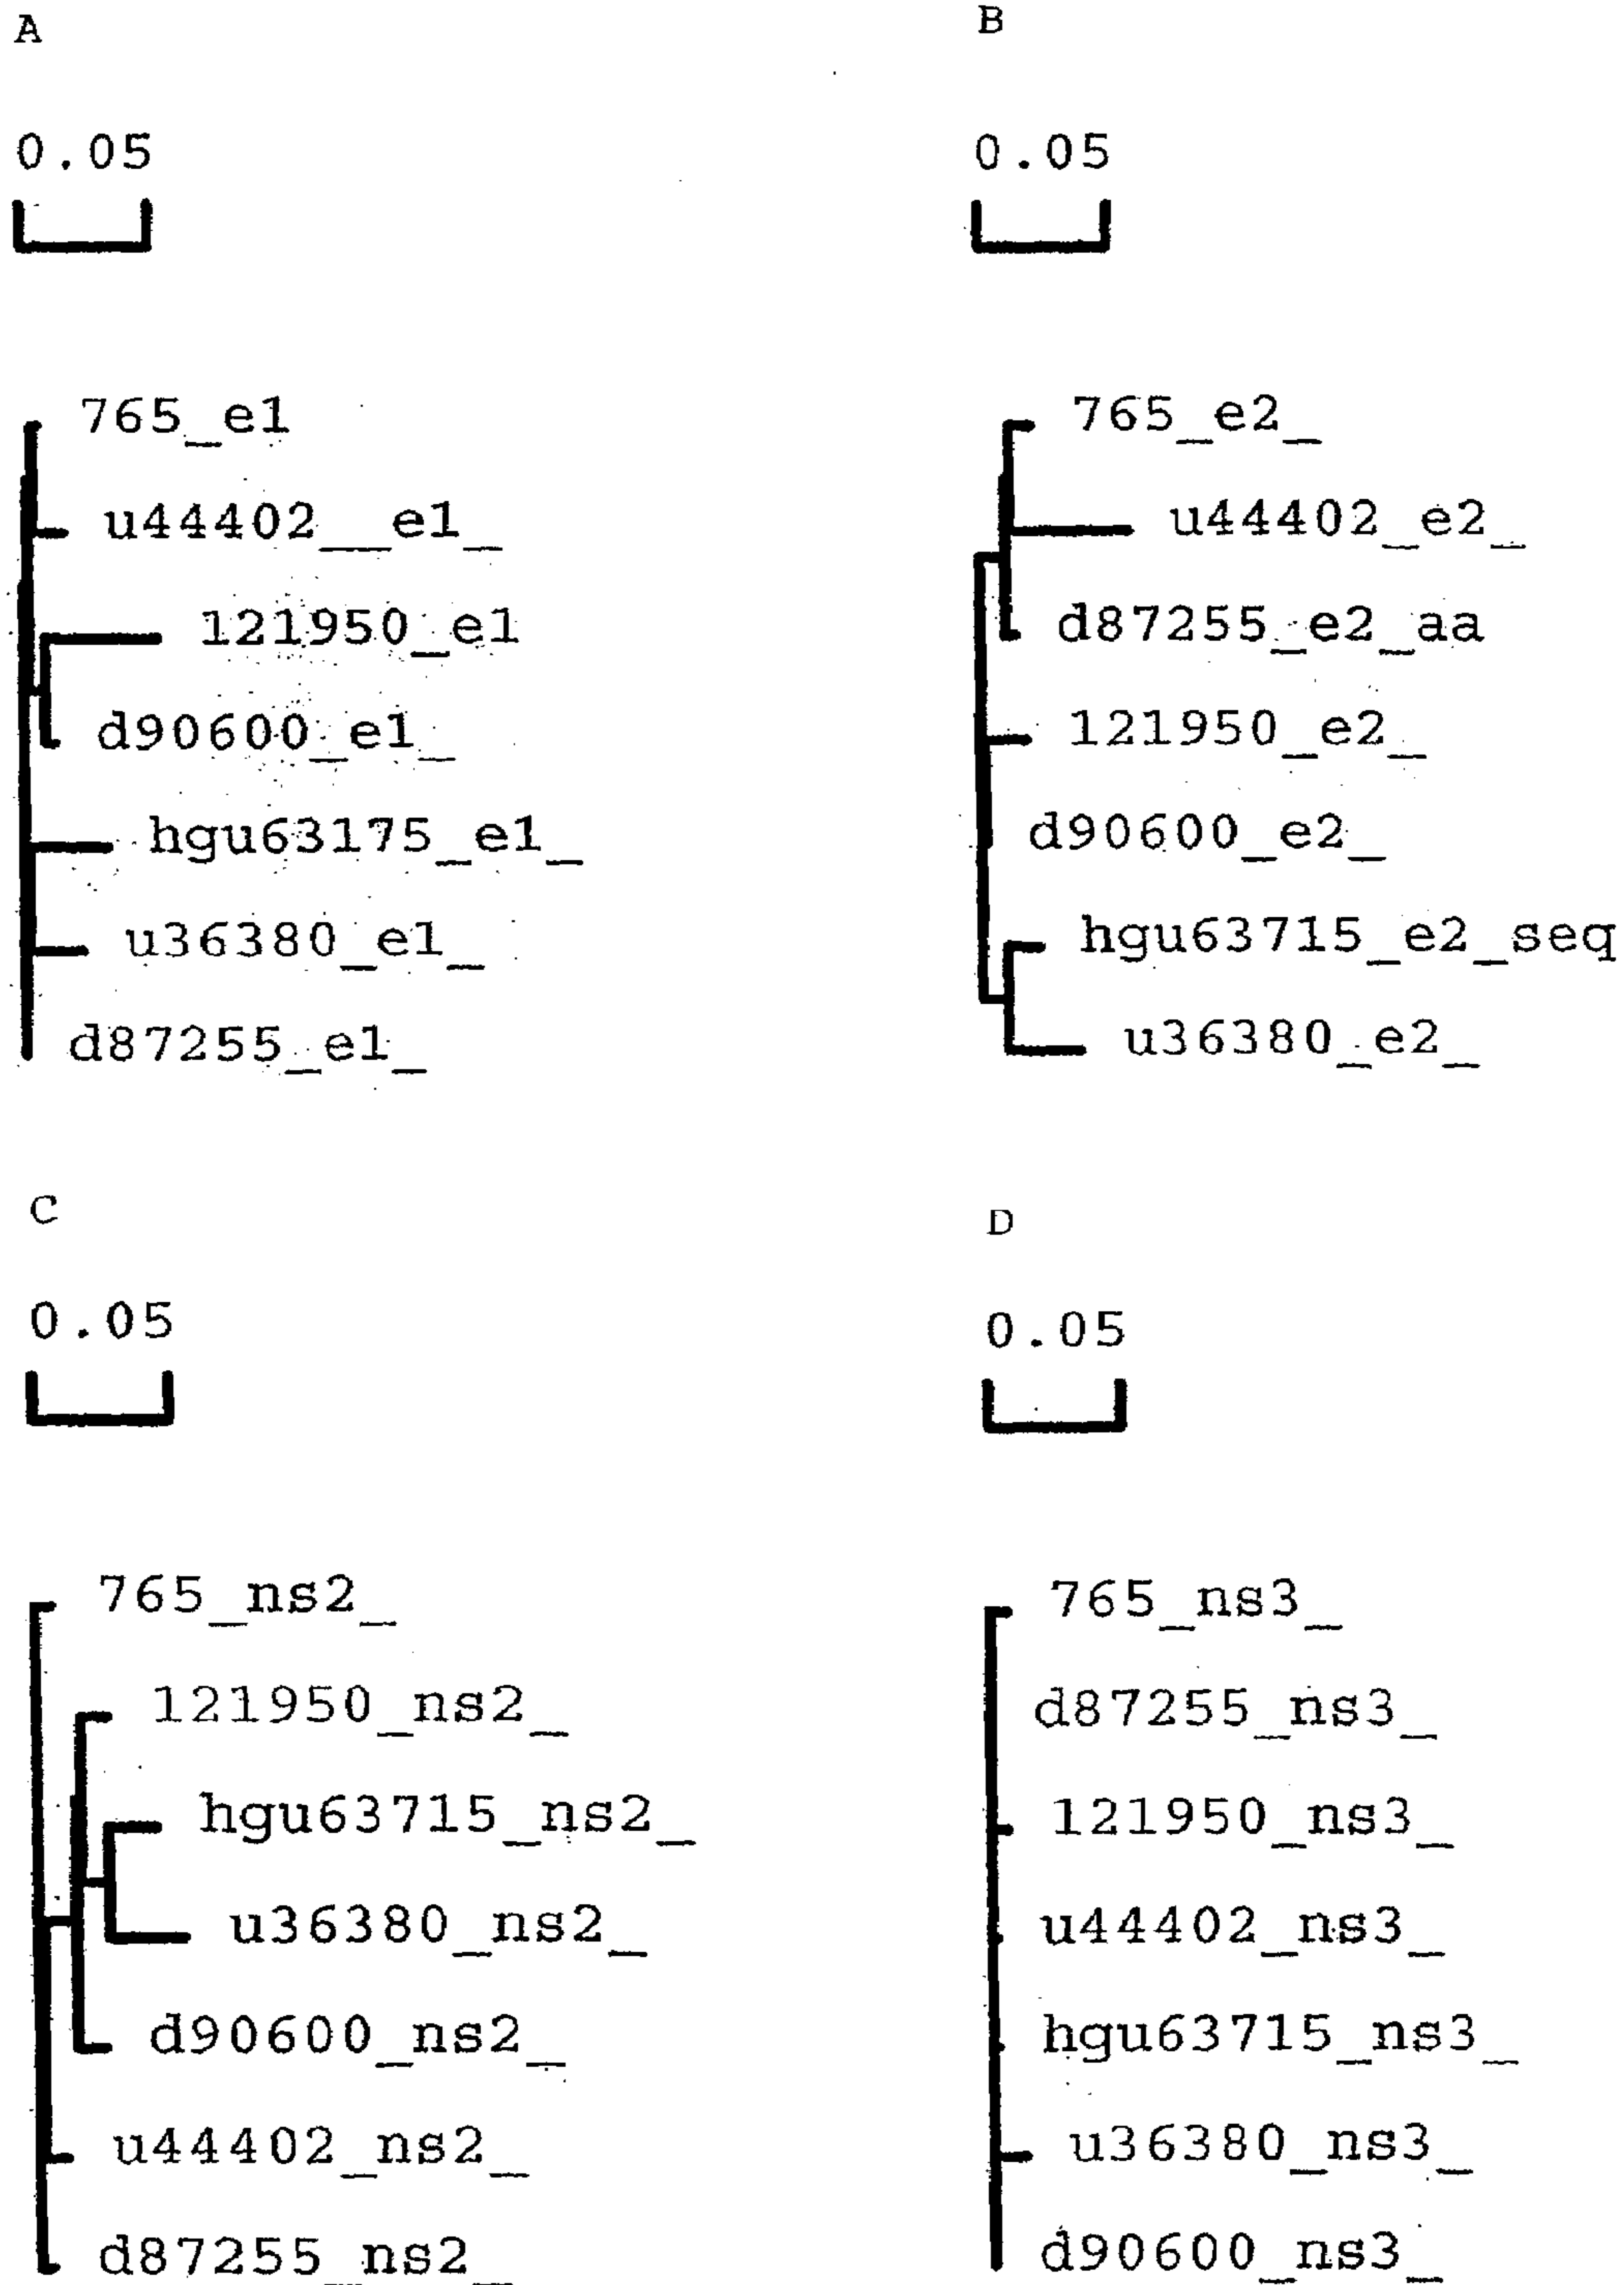 A
0.05
765_e1
u44402__e1_
121950_e1
d90600_e1_
hgu63175_e1_
u36380_e1_
d87255_e1_
B
0.05
765_e2_
u44402_e2_
d87255_e2_aa
121950_e2_
d90600_e2_
hgu63715_e2_seq
u36380_e2_
C
0.05
765_ns2_
121950_ns2_
hgu63715_ns2_
u36380_ns2_
d90600_ns2_
u44402_ns2_
d87255_ns2_
D
0.05
765_ns3_
d87255_ns3_
121950_ns3_
u44402_ns3_
hgu63715_ns3_
u36380_ns3_
d90600_ns3_